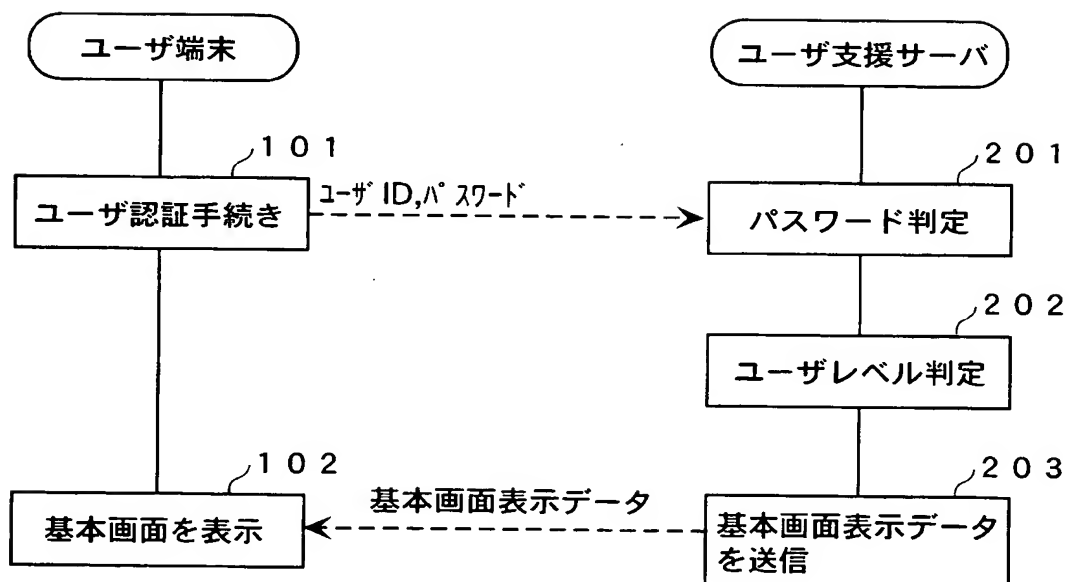 ユーザ端末
ユーザ支援サーバ
101
201
ユーザ認証手続き
ユーザID,パスワード
パスワード判定
202
ユーザレベル判定
102
203
基本画面を表示
基本画面表示データ
基本画面表示データ
を送信